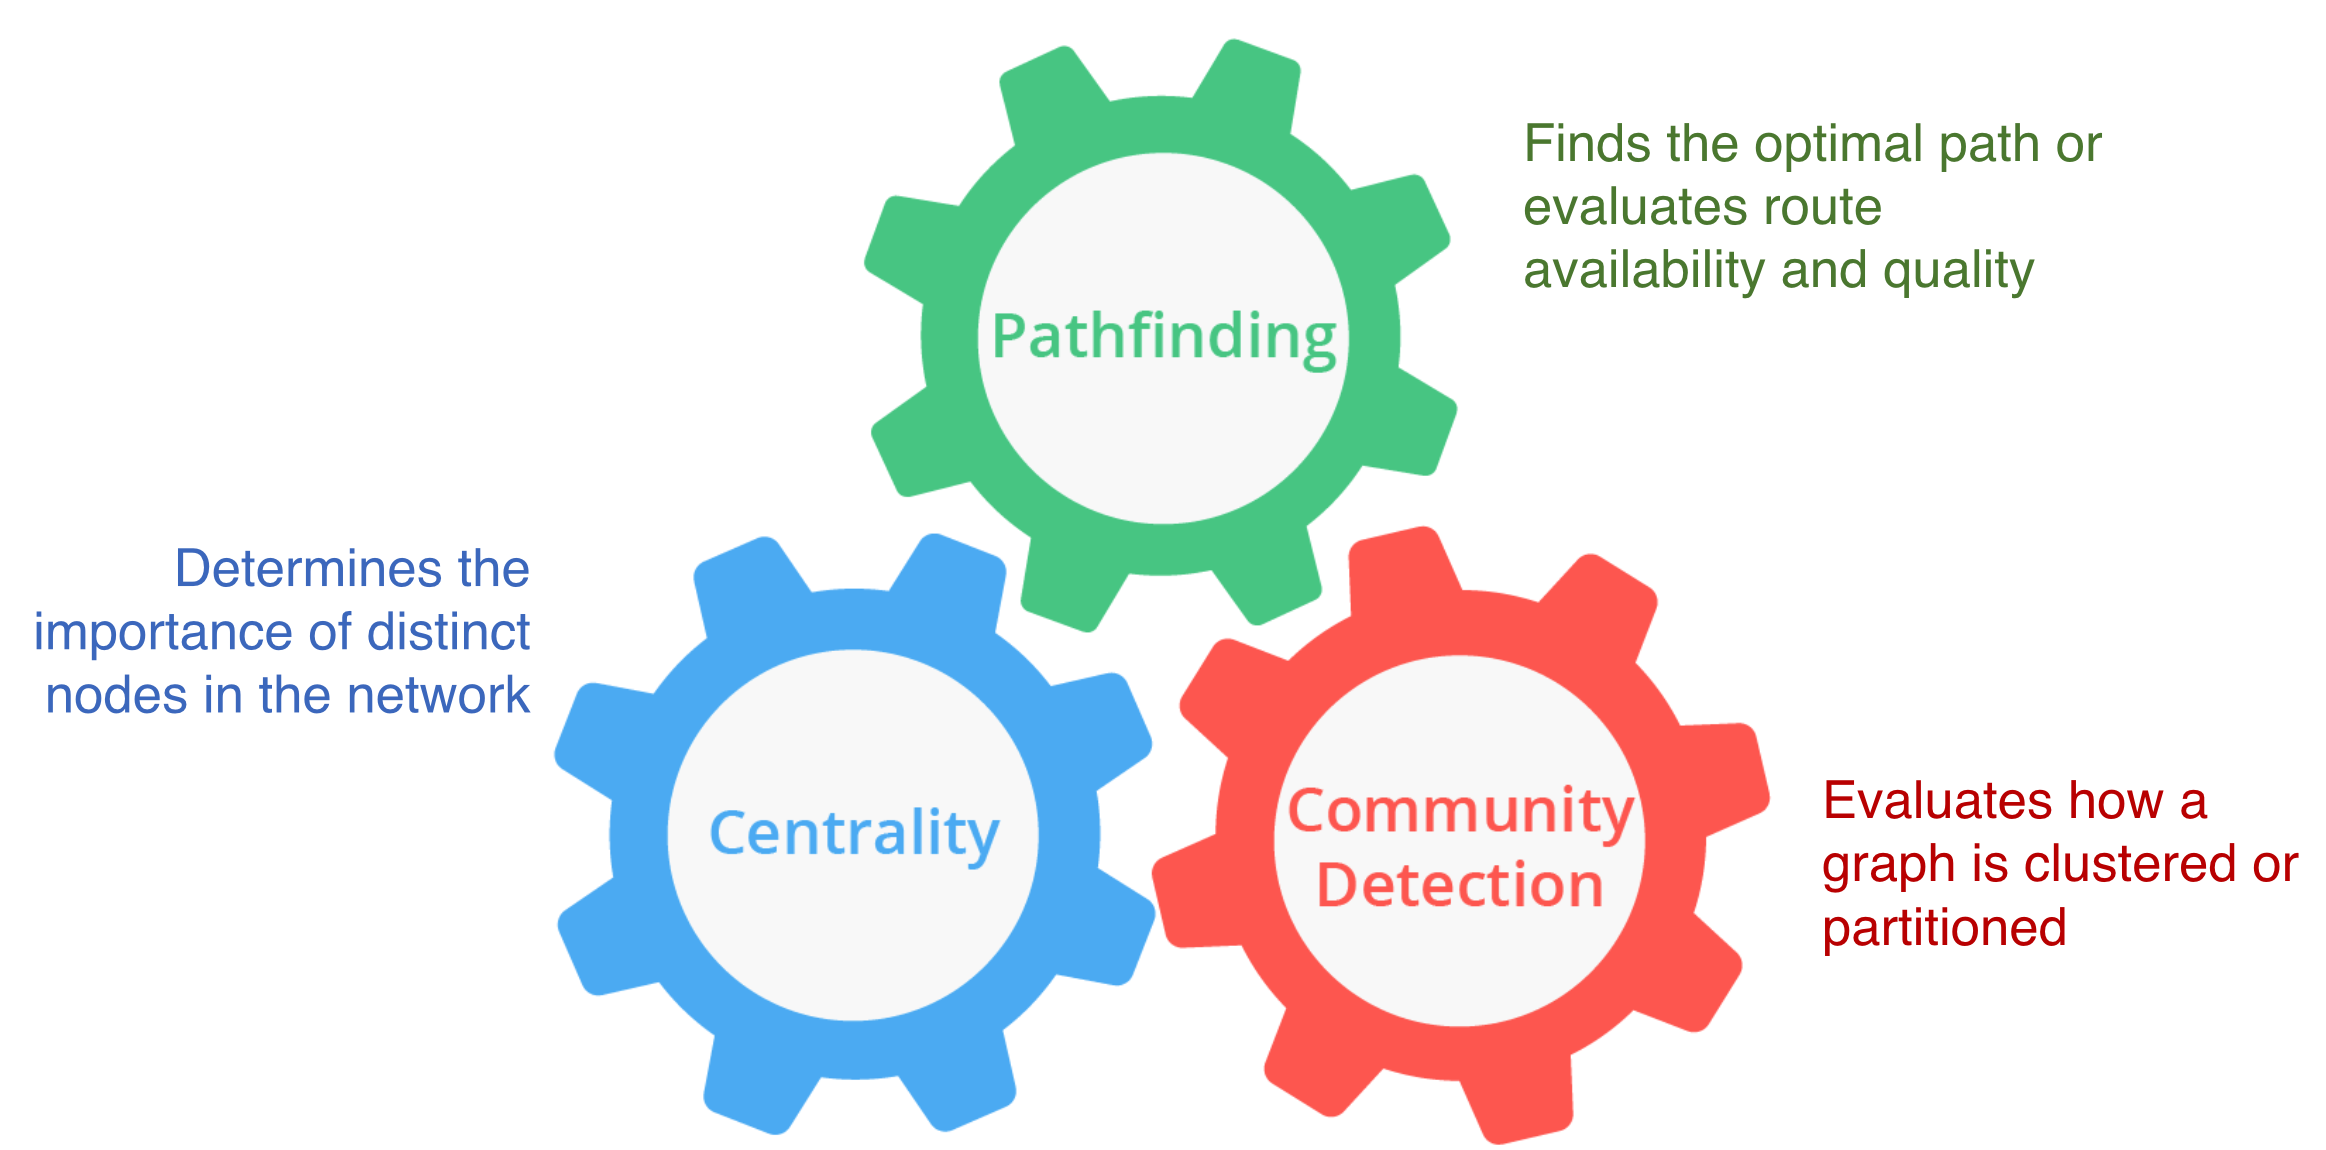 Finds the optimal path or
evaluates route
availability and quality
Pathfinding
Determines the
importance of distinct
nodes in the network
Centrality
Community
Detection
Evaluates how a
graph is clustered or
partitioned